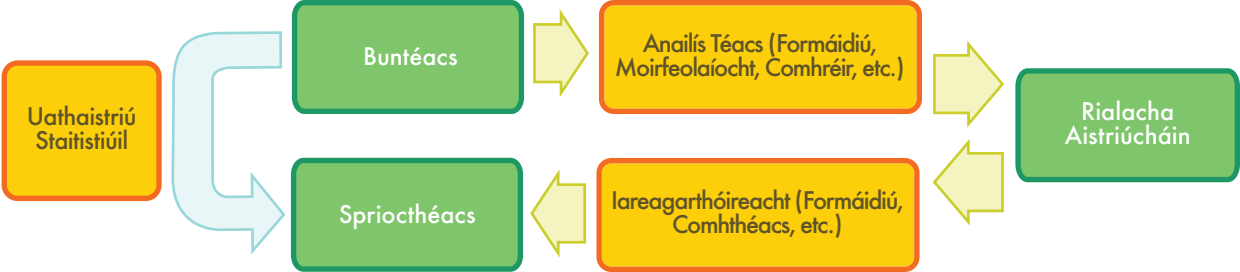 Uathaistriú
Staitistiúil
Buntéacs
Anailís Téacs (Formáidiú,
Moirfeolaíocht, Comhréir, etc.)
Rialacha
Aistriúcháin
Iareagarthóireacht (Formáidiú,
Comhthéacs, etc.)
Spriocthéacs